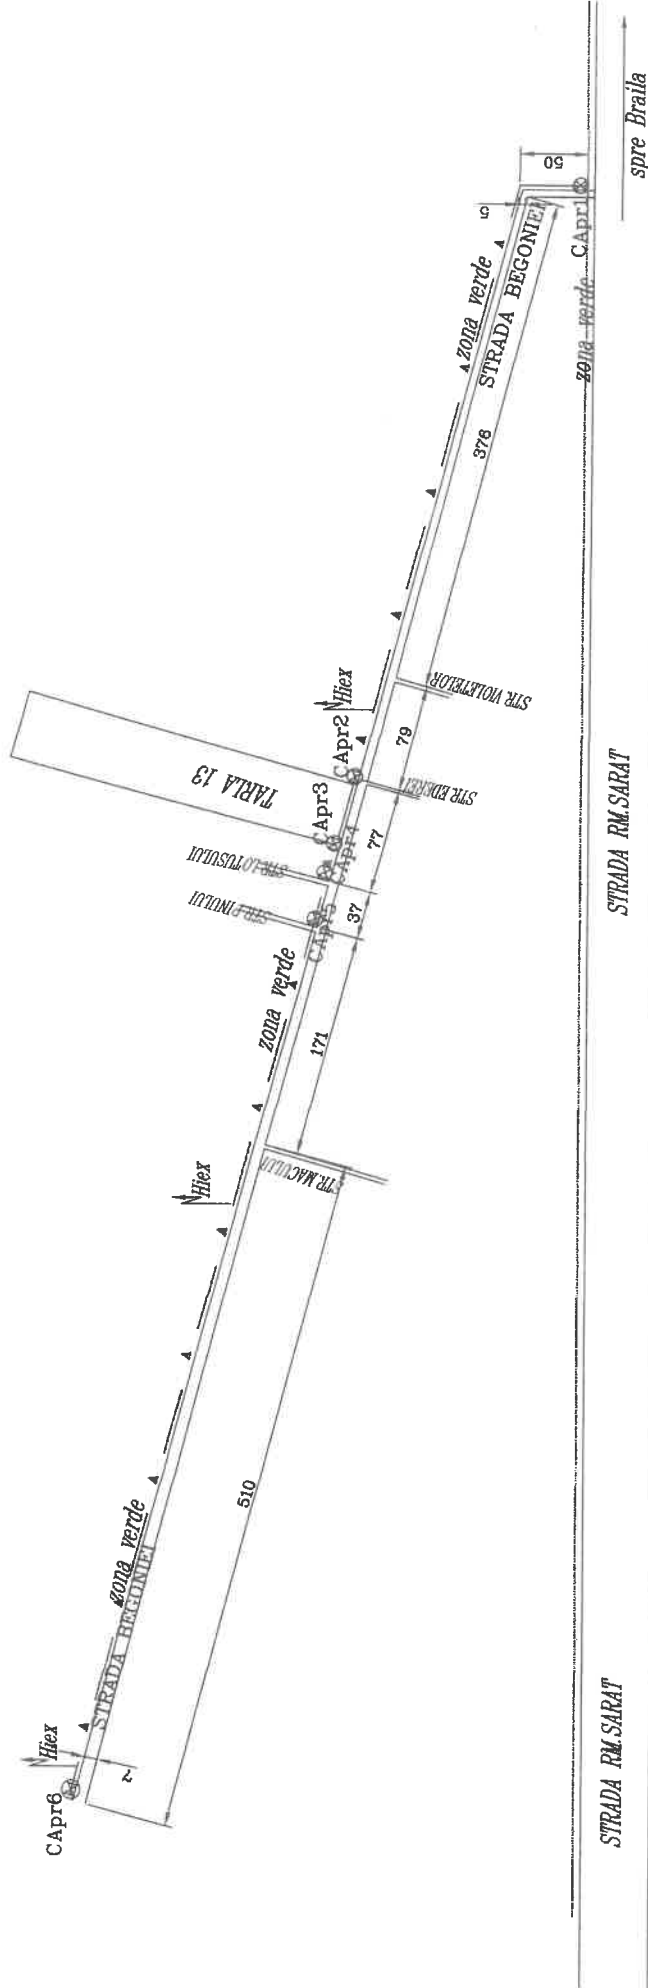 50
spre Braila
5
CApr1
zona verde
zona verde
STRADA BEGONIEI
376
Hiex
STR VIOLETELOR
79
CApr2
TARLA 13
STR EDEREI
CApr3
77
CApr4
STR LOTUSULUI
STRADA RM.SARAT
STR PINULUI
37
CApr5
zona verde
171
STR.MACULUI
Hiex
510
zona verde
STRADA BEGONIEI
Hiex
CApr6
STRADA RM.SARAT